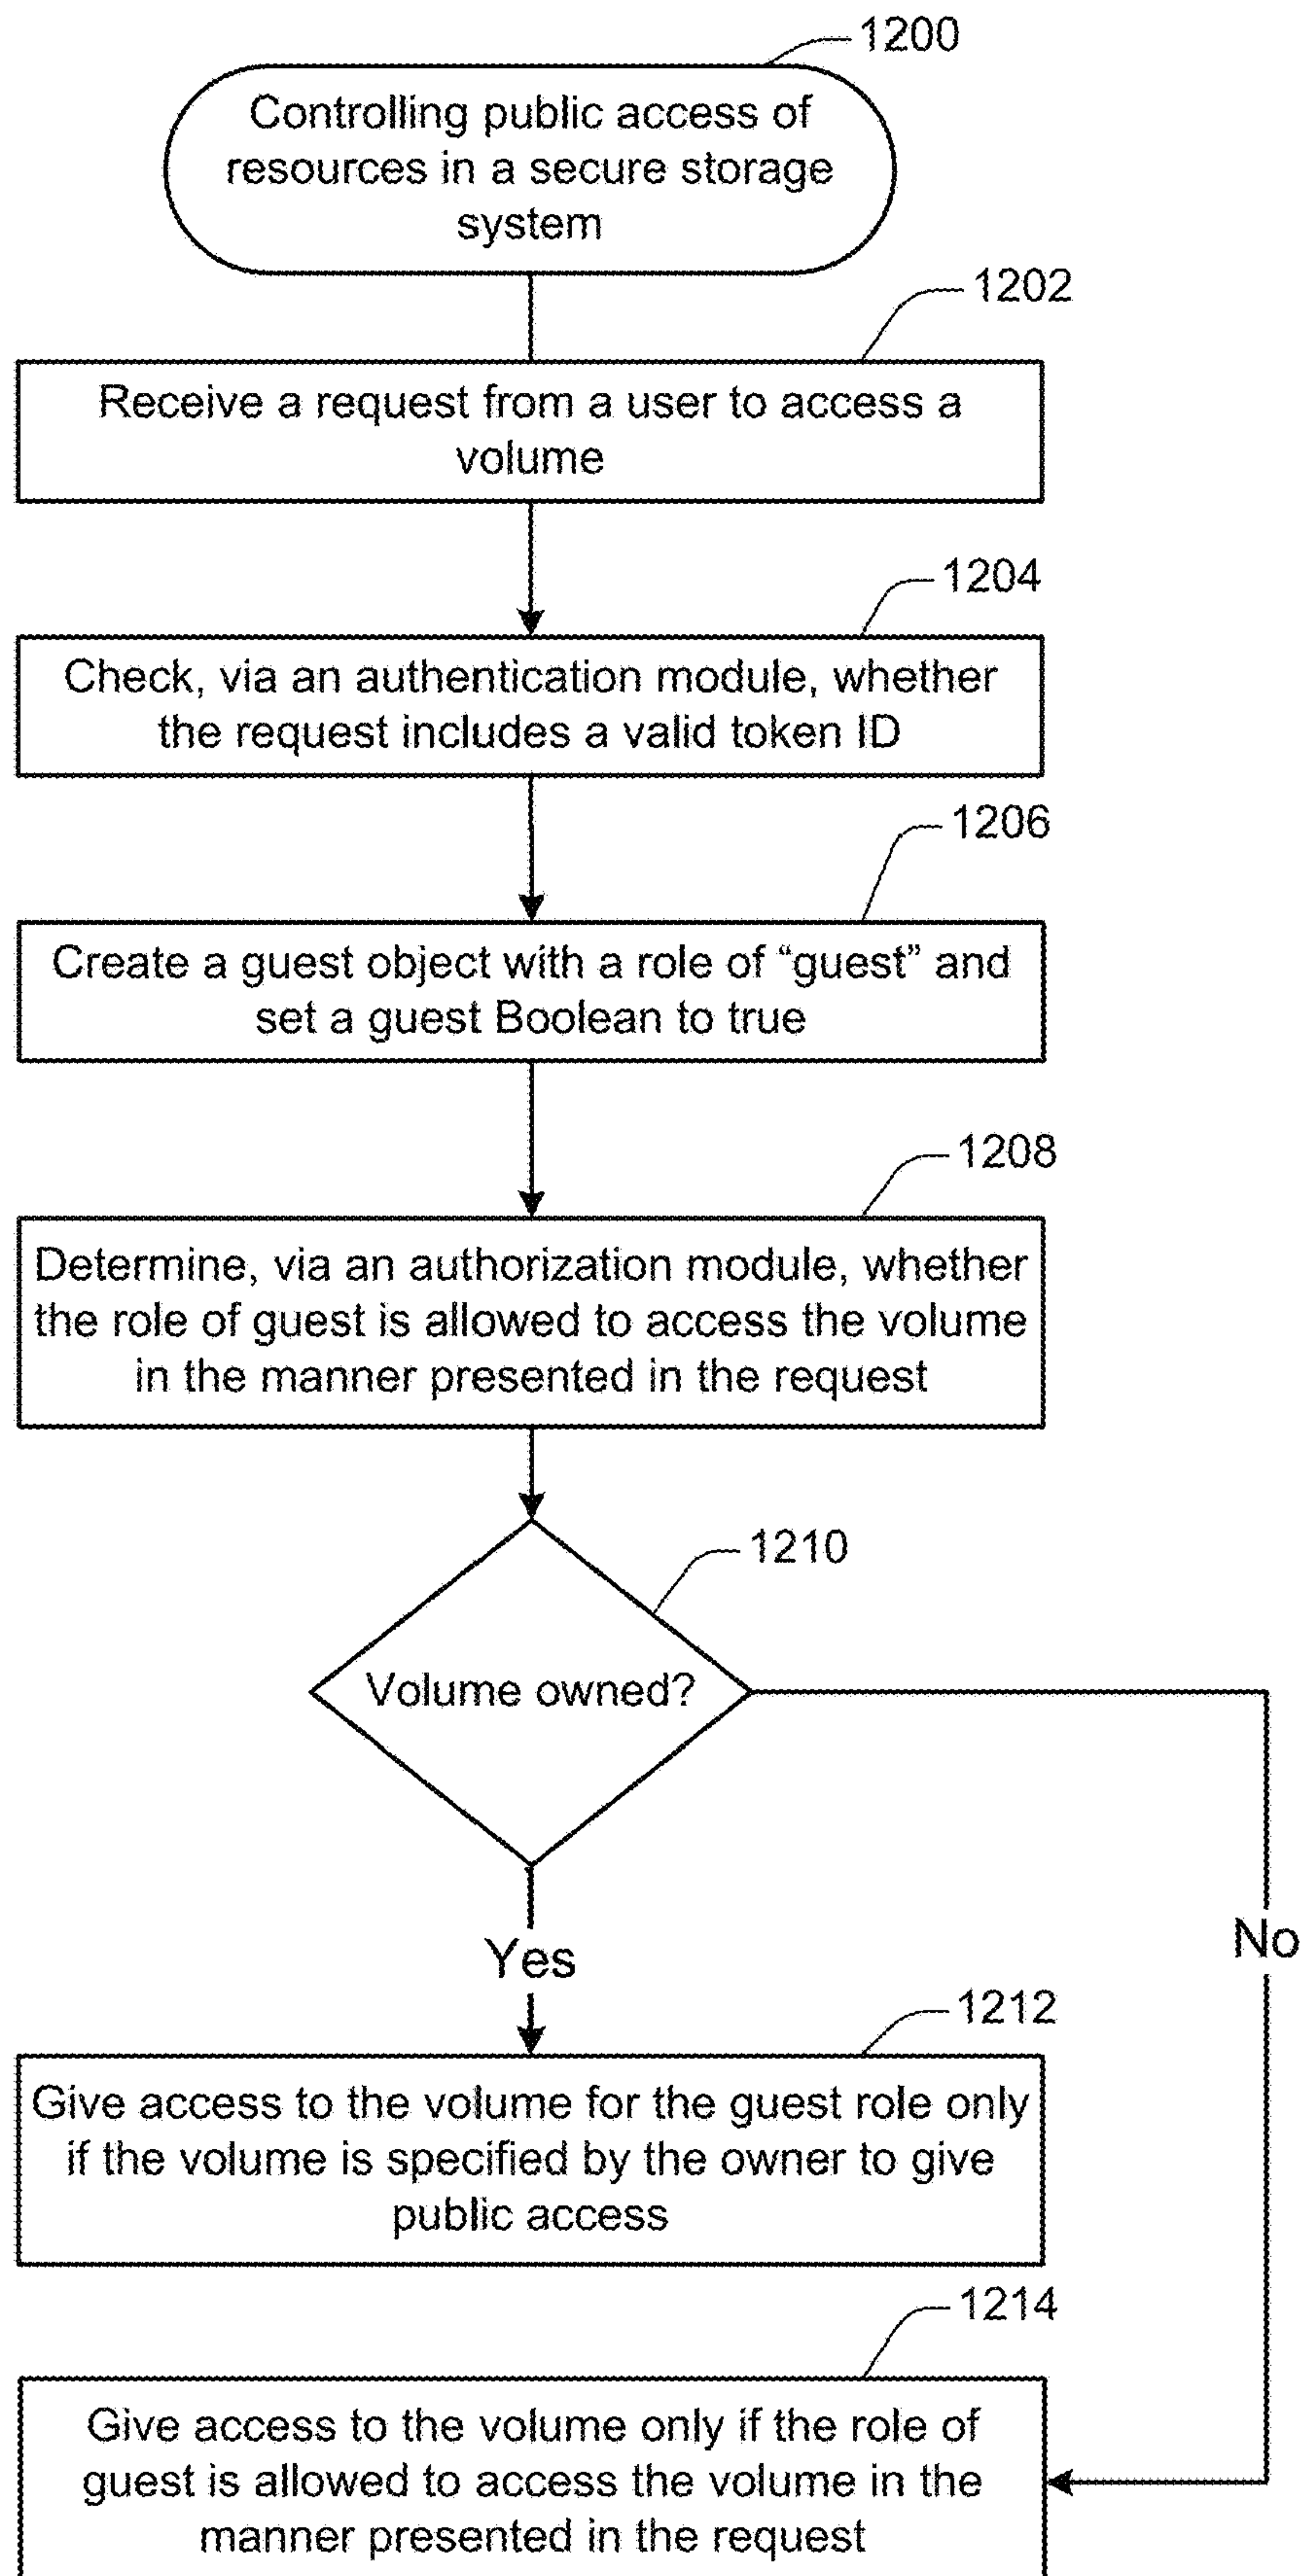 1200
Controlling public access of
resources in a secure storage
system
1202
Receive a request from a user to access a
volume
1204
Check, via an authentication module, whether
the request includes a valid token ID
1206
Create a guest object with a role of “guest” and
set a guest Boolean to true
1208
Determine, via an authorization module, whether
the role of guest is allowed to access the volume
in the manner presented in the request
1210
Volume owned?
No
Yes
1212
Give access to the volume for the guest role only
if the volume is specified by the owner to give
public access
1214
Give access to the volume only if the role of
guest is allowed to access the volume in the
manner presented in the request